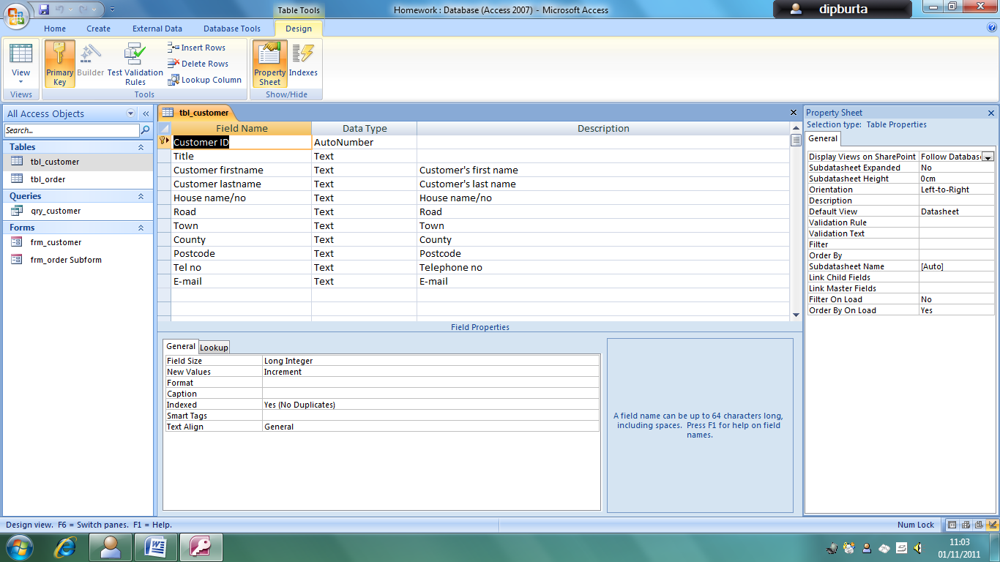 Table Tools
Homework : Database (Access 2007) - Microsoft Access
dipburta
Home Create External Data Database Tools Design
View
Views
Primary Key
Builder
Test Validation Rules
Insert Rows
Delete Rows
Lookup Column
Tools
Property Sheet
Indexes
Show/Hide
All Access Objects
Search...
Tables
tbl_customer
tbl_order
Queries
qry_customer
Forms
frm_customer
frm_order Subform
tbl_customer
Field Name Data Type Description
Customer ID AutoNumber
Title Text
Customer firstname Text Customer's first name
Customer lastname Text Customer's last name
House name/no Text House name/no
Road Text Road
Town Text Town
County Text County
Postcode Text Postcode
Tel no Text Telephone no
E-mail Text E-mail
Field Properties
General Lookup
Field Size Long Integer
New Values Increment
Format
Caption
Indexed Yes (No Duplicates)
Smart Tags
Text Align General
A field name can be up to 64 characters long,
including spaces. Press F1 for help on field
names.
Property Sheet
Selection type: Table Properties
General
Display Views on SharePoint Follow Database
Subdatasheet Expanded No
Subdatasheet Height 0cm
Orientation Left-to-Right
Description
Default View Datasheet
Validation Rule
Validation Text
Filter
Order By
Subdatasheet Name [Auto]
Link Child Fields
Link Master Fields
Filter On Load No
Order By On Load Yes
Design view. F6 = Switch panes. F1 = Help.
Num Lock
11:03
01/11/2011